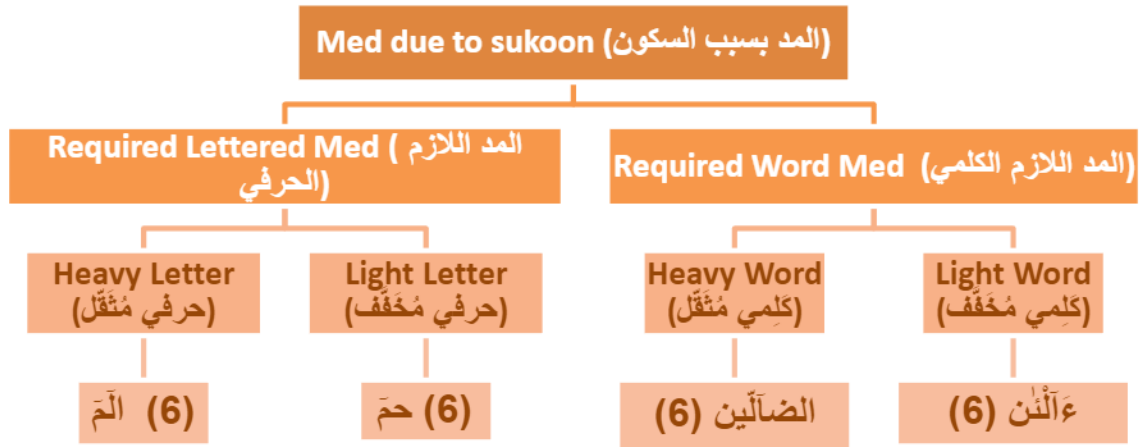 Med due to sukoon (المد بسبب السكون)
Required Lettered Med ( المد اللازم
الحرفي)
Required Word Med (المد اللازم الكلمي)
Heavy Letter
(حرفي مُثَقّل)
Light Letter
(حرفي مُخَفَّف)
Heavy Word
(كَلِمي مُثَقّل)
Light Word
(كَلِمي مُخَفَّف)
(6) الٓمٓ
(6) حمٓ
الضآلّين (6)
ءَآلْـَٰٔن (6)